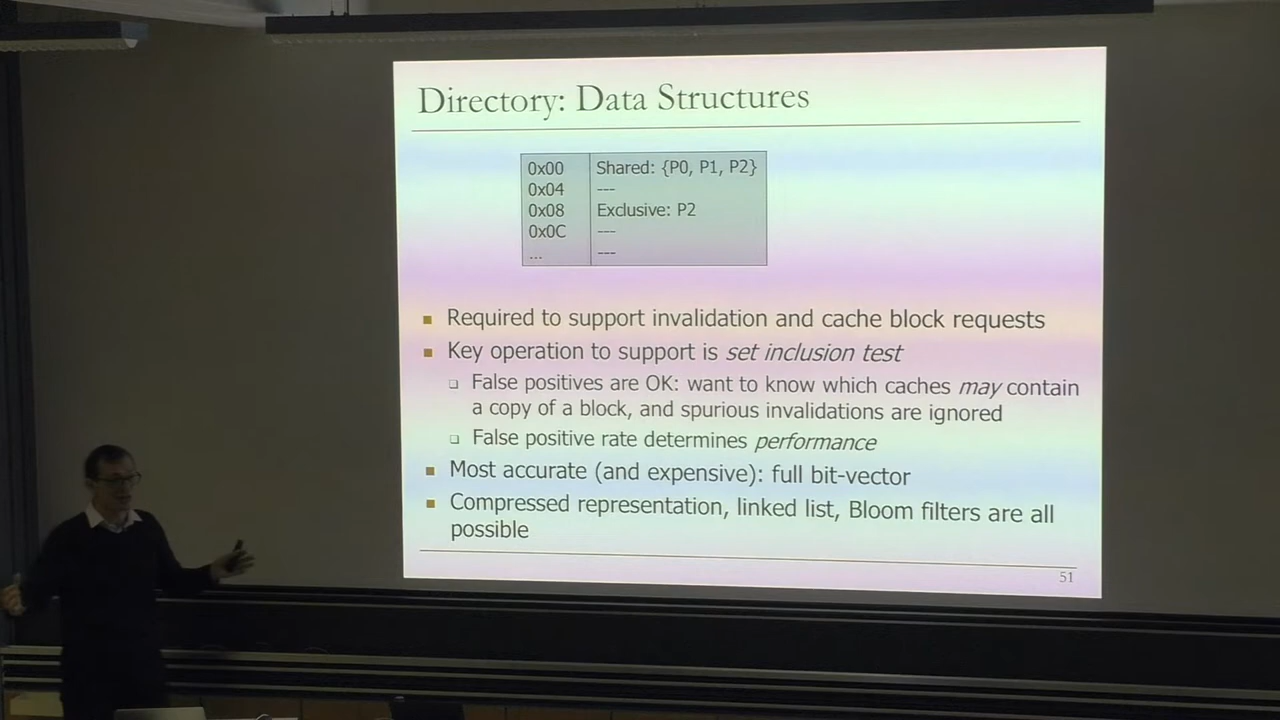 Directory: Data Structures
0x00 Shared: {P0, P1, P2}
0x04 ---
0x08 Exclusive: P2
0x0C ---
... ---
Required to support invalidation and cache block requests
Key operation to support is set inclusion test
False positives are OK: want to know which caches may contain
a copy of a block, and spurious invalidations are ignored
False positive rate determines performance
Most accurate (and expensive): full bit-vector
Compressed representation, linked list, Bloom filters are all
possible
51